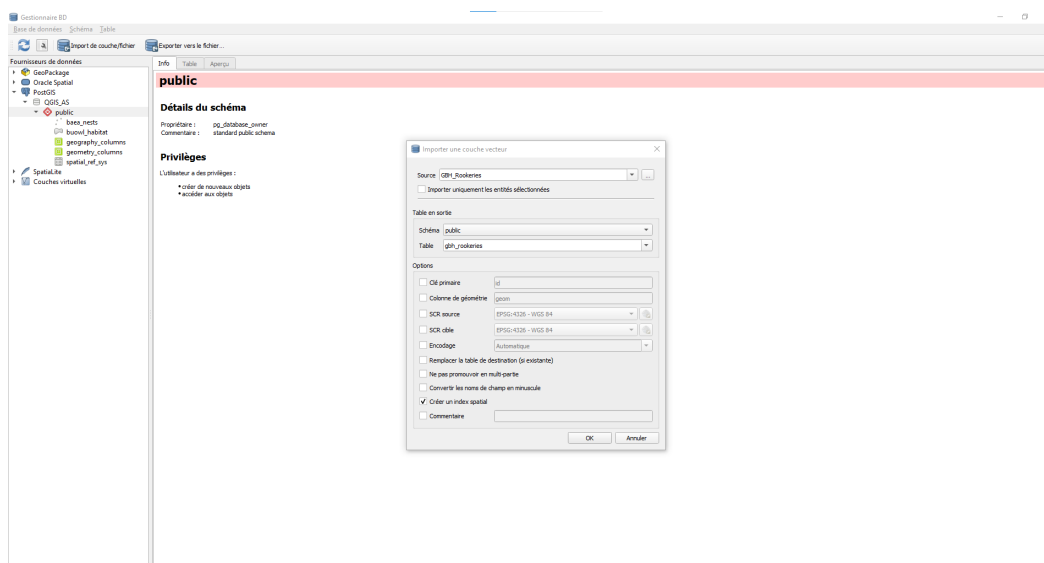 Gestionnaire BD
Base de données Schéma Table
Import de couche/fichier Exporter vers le fichier...
Fournisseurs de données
GeoPackage
Oracle Spatial
PostGIS
QGIS_AS
public
baea_nests
buowl_habitat
geography_columns
geometry_columns
spatial_ref_sys
SpatiaLite
Couches virtuelles
Info Table Aperçu
public
Détails du schéma
Propriétaire : pg_database_owner
Commentaire : standard public schema
Privilèges
L'utilisateur a des privilèges :
créer de nouveaux objets
accéder aux objets
Importer une couche vecteur
Source GBH_Rookeries ...
Importer uniquement les entités sélectionnées
Table en sortie
Schéma public
Table gbh_rookeries
Options
Clé primaire id
Colonne de géométrie geom
SCR source EPSG:4326 - WGS 84
SCR cible EPSG:4326 - WGS 84
Encodage Automatique
Remplacer la table de destination (si existante)
Ne pas promouvoir en multi-partie
Convertir les noms de champ en minuscule
Créer un index spatial
Commentaire
OK Annuler